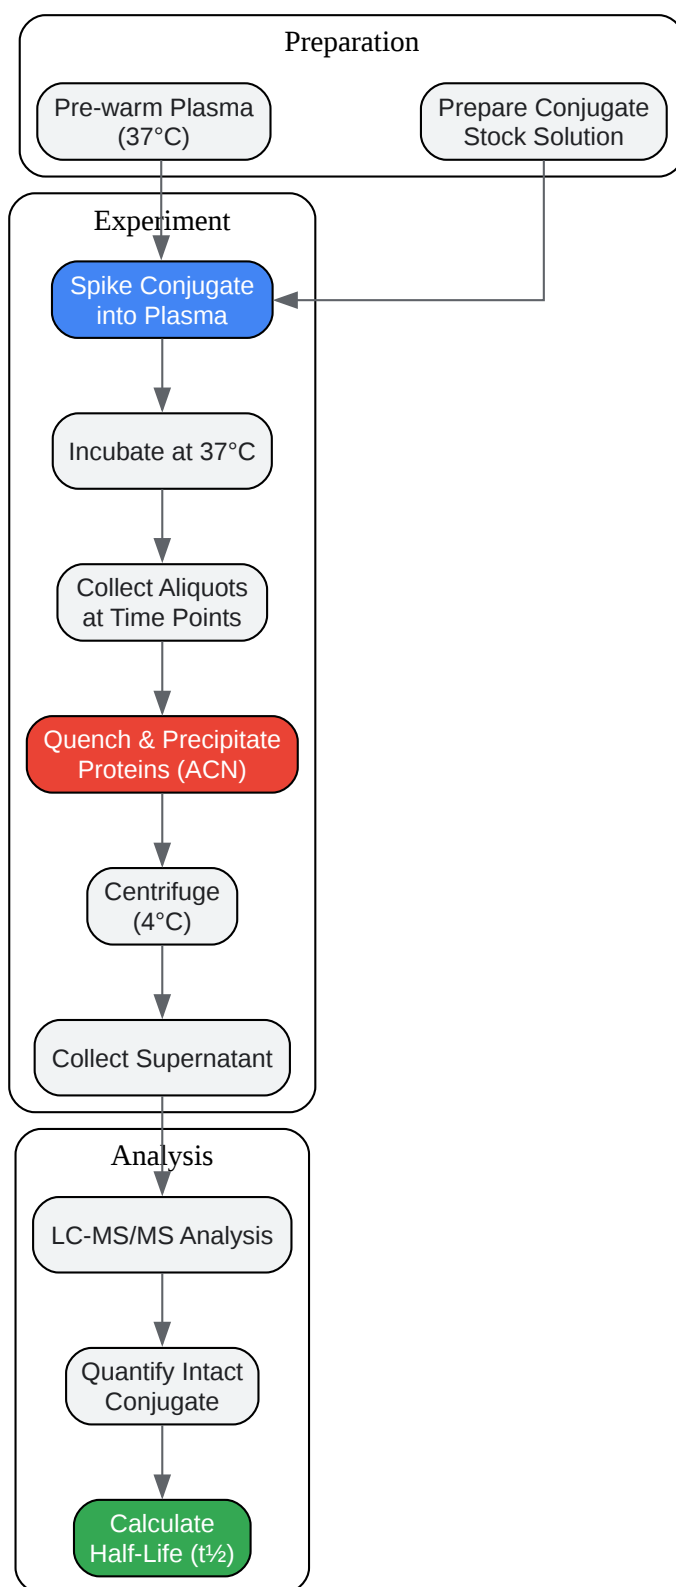 Preparation
Pre-warm Plasma
(37°C)
Prepare Conjugate
Stock Solution
Experiment
Spike Conjugate
into Plasma
Incubate at 37°C
Collect Aliquots
at Time Points
Quench & Precipitate
Proteins (ACN)
Centrifuge
(4°C)
Collect Supernatant
Analysis
LC-MS/MS Analysis
Quantify Intact
Conjugate
Calculate
Half-Life (t½)